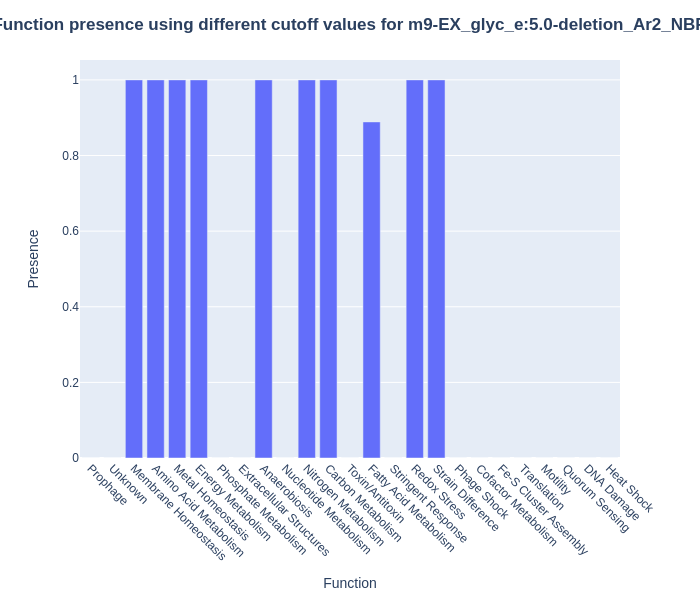 Function presence using different cutoff values for m9-EX_glyc_e:5.0-deletion_Ar2_NBR
1
0.8
0.6
0.4
0.2
0
Presence
Prophage
Unknown
Membrane Homeostasis
Amino Acid Metabolism
Metal Homeostasis
Energy Metabolism
Phosphate Metabolism
Extracellular Structures
Anaerobiosis
Nucleotide Metabolism
Nitrogen Metabolism
Carbon Metabolism
Toxin/Antitoxin
Fatty Acid Metabolism
Stringent Response
Redox Stress
Strain Difference
Phage Shock
Cofactor Metabolism
Fe-S Cluster Assembly
Translation
Motility
Quorum Sensing
DNA Damage
Heat Shock
Function